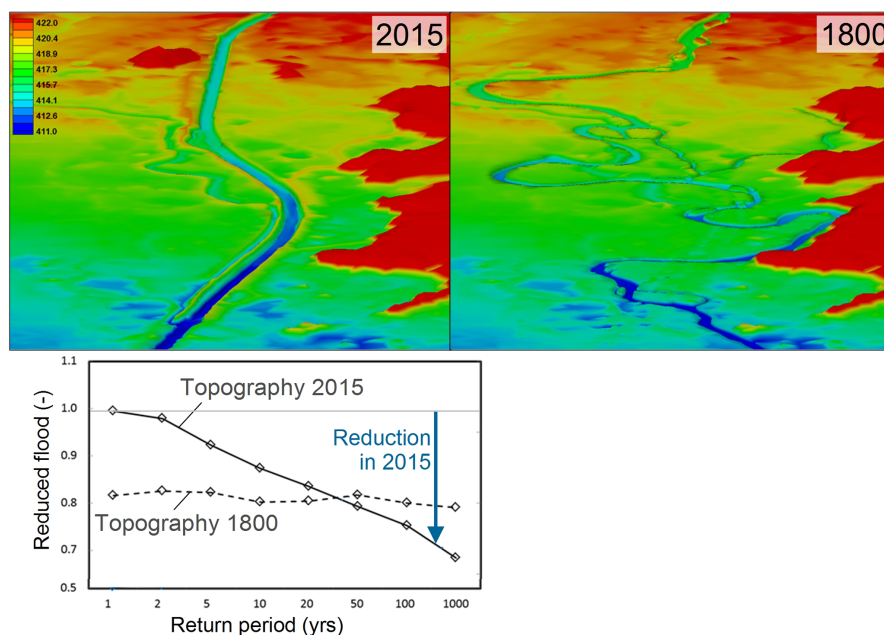 2015
1800
422.0
420.4
418.9
417.3
415.7
414.1
412.6
411.0
1.1
1.0
0.9
0.8
0.7
0.5
Reduced flood (-)
Topography 2015
Reduction
in 2015
Topography 1800
1 2 5 10 20 50 100 1000
Return period (yrs)